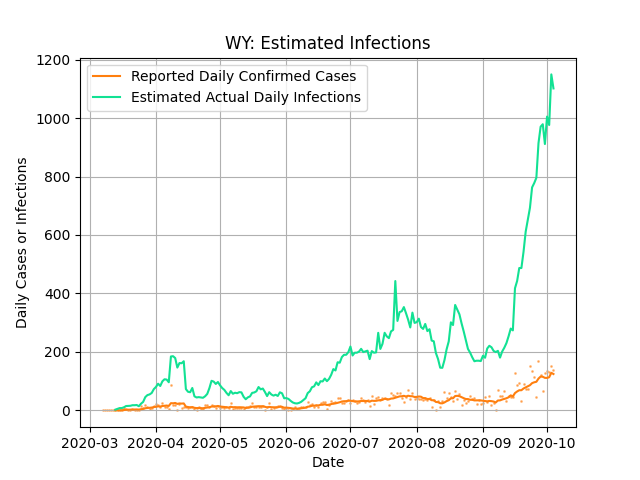 WY: Estimated Infections
Reported Daily Confirmed Cases
Estimated Actual Daily Infections
Daily Cases or Infections
1200
1000
800
600
400
200
0
2020-03 2020-04 2020-05 2020-06 2020-07 2020-08 2020-09 2020-10
Date